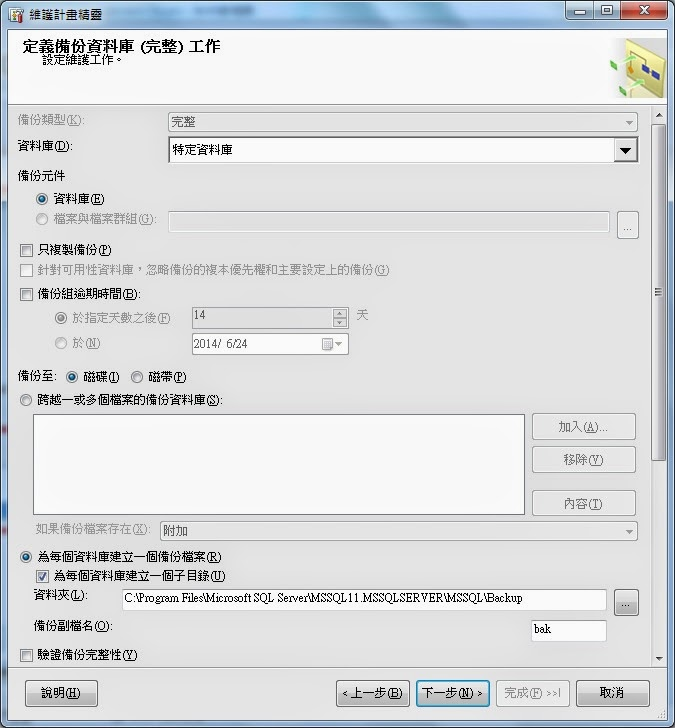 維護計畫精靈
定義備份資料庫 (完整) 工作
設定維護工作。
備份類型(K): 完整
資料庫(D): 特定資料庫
備份元件
資料庫(E)
檔案與檔案群組(G): ...
只複製備份(P)
針對可用性資料庫，忽略備份的複本優先權和主要設定上的備份(G)
備份組逾期時間(B):
於指定天數之後(F) 14 天
於(N) 2014/ 6/24
備份至: 磁碟(I) 磁帶(P)
跨越一或多個檔案的備份資料庫(S):
加入(A)...
移除(V)
內容(T)
如果備份檔案存在(X): 附加
為每個資料庫建立一個備份檔案(R)
為每個資料庫建立一個子目錄(U)
資料夾(L): C:\Program Files\Microsoft SQL Server\MSSQL11.MSSQLSERVER\MSSQL\Backup ...
備份副檔名(O): bak
驗證備份完整性(Y)
說明(H) < 上一步(B) 下一步(N) > 完成(F) >>| 取消